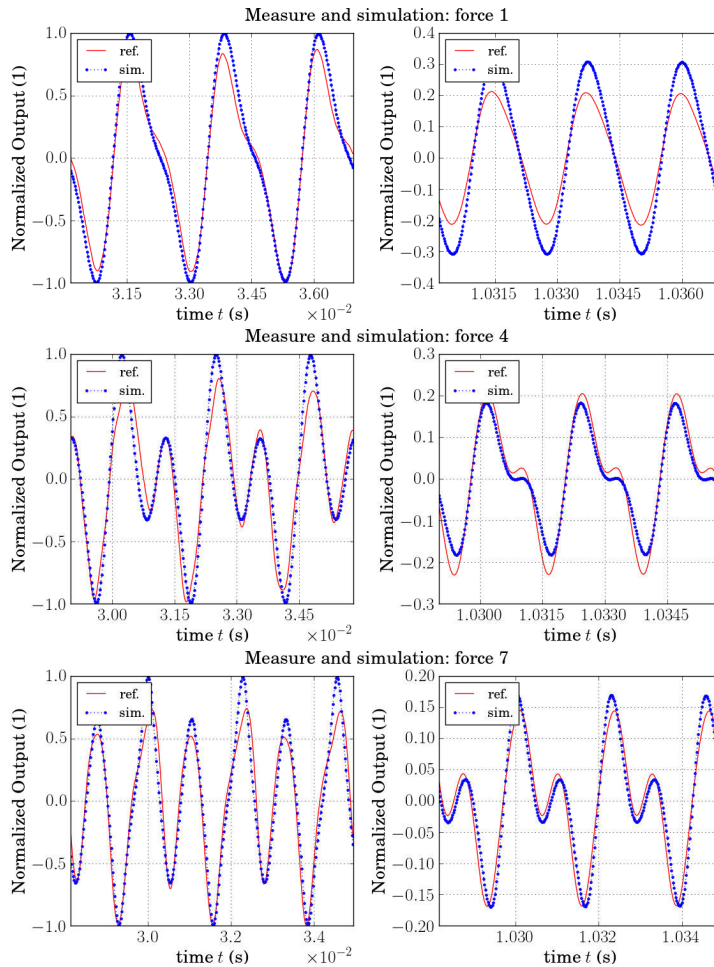 Measure and simulation: force 1
Normalized Output (1)
1.0
0.5
0.0
−0.5
−1.0
ref.
sim.
3.15 3.30 3.45 3.60
×10−2
time t (s)
Normalized Output (1)
0.4
0.3
0.2
0.1
0.0
−0.1
−0.2
−0.3
−0.4
ref.
sim.
1.0315 1.0330 1.0345 1.0360
time t (s)
Measure and simulation: force 4
Normalized Output (1)
1.0
0.5
0.0
−0.5
−1.0
ref.
sim.
3.00 3.15 3.30 3.45
×10−2
time t (s)
Normalized Output (1)
0.3
0.2
0.1
0.0
−0.1
−0.2
−0.3
ref.
sim.
1.0300 1.0315 1.0330 1.0345
time t (s)
Measure and simulation: force 7
Normalized Output (1)
1.0
0.5
0.0
−0.5
−1.0
ref.
sim.
3.0 3.2 3.4
×10−2
time t (s)
Normalized Output (1)
0.20
0.15
0.10
0.05
0.00
−0.05
−0.10
−0.15
−0.20
ref.
sim.
1.030 1.032 1.034
time t (s)